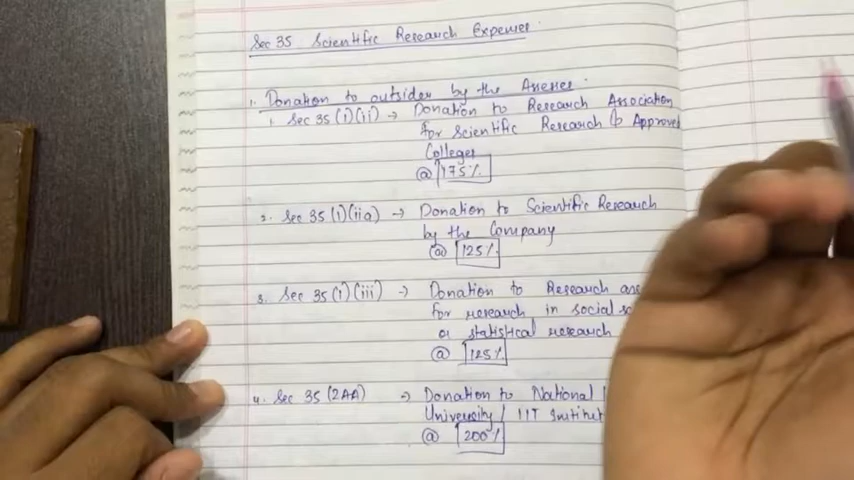 Sec 35 Scientific Research Expenses
1. Donation to outsider by the Assesse
1. Sec 35 (1)(ii) → Donation to Research Association
for Scientific Research & Approved
Colleges
@ 175%
2. Sec 35(1)(iia) → Donation to Scientific Research
by the Company
@ 125%
3. Sec 35(1)(iii) → Donation to Research
for research in social
or statistical research
@ 125%
4. Sec 35 (2AA) → Donation to National
University / IIT
@ 200%